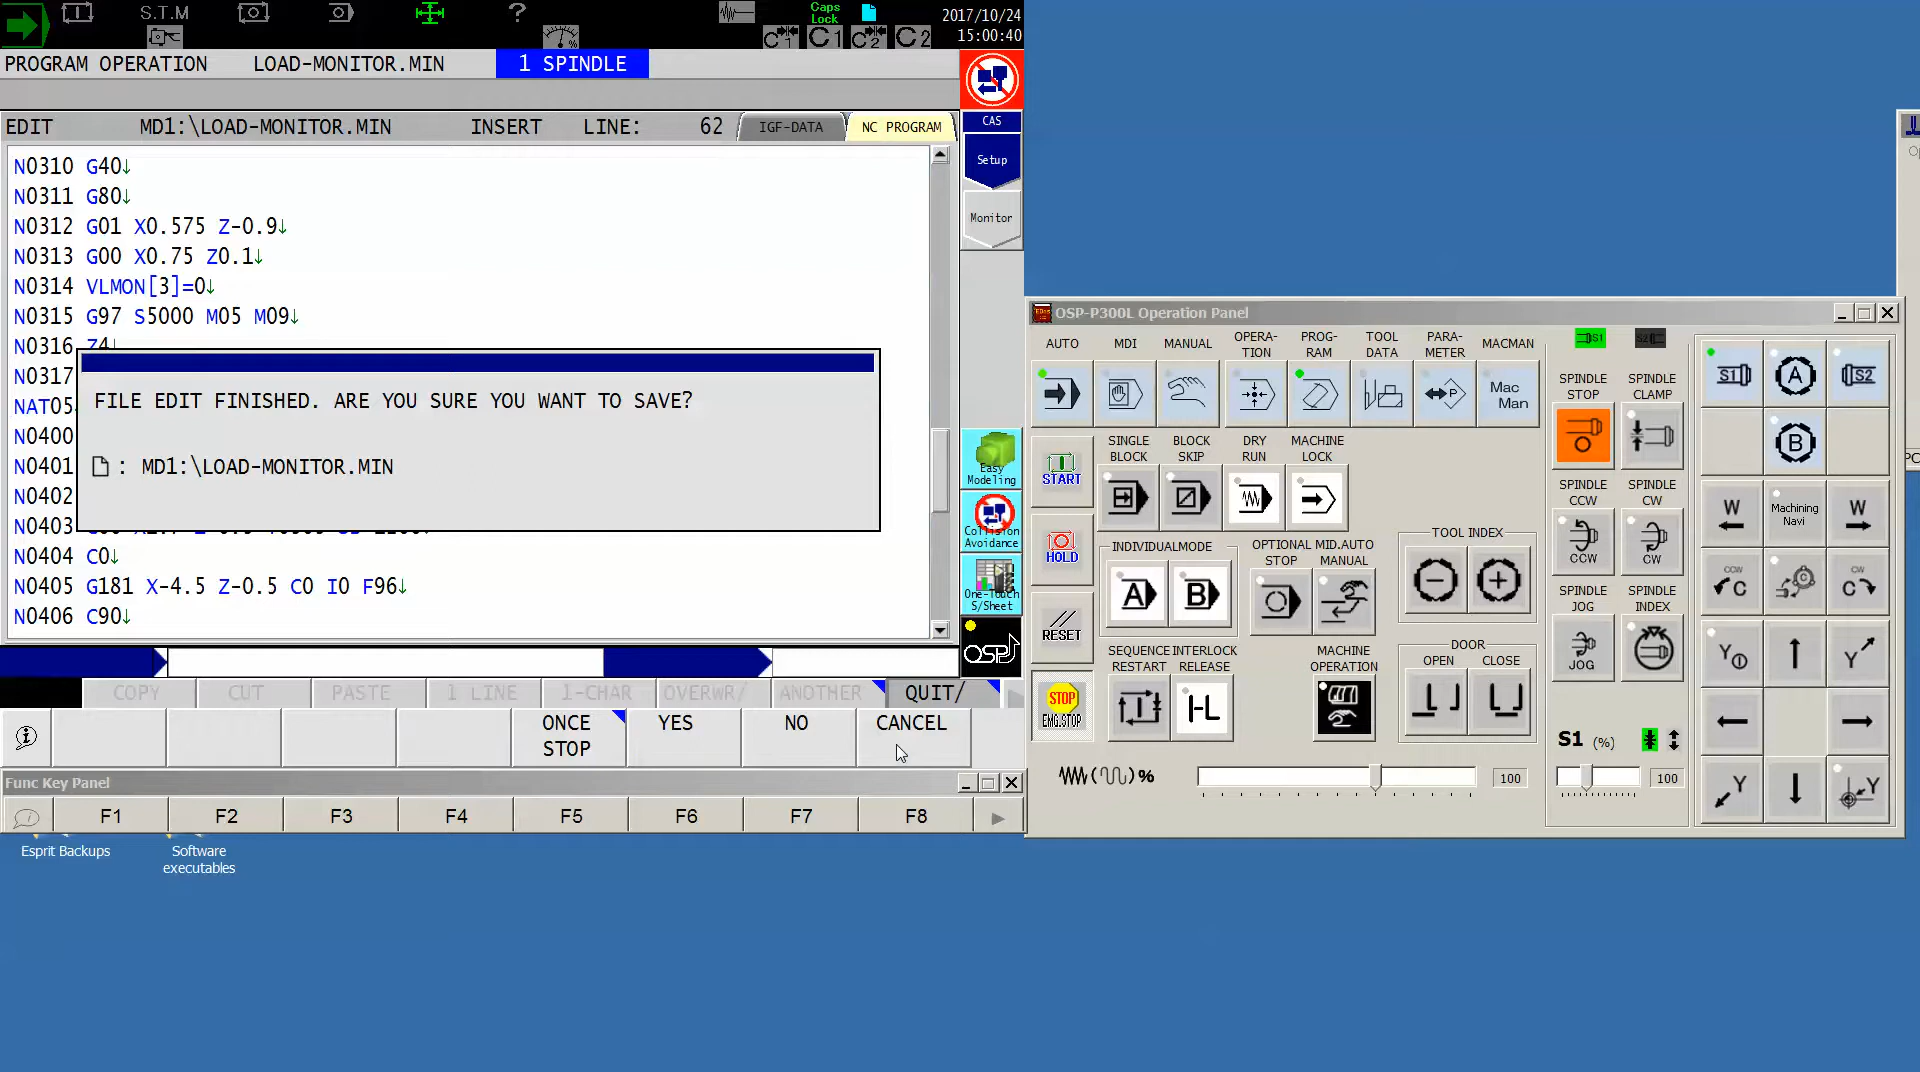 S.T.M
?
Caps
Lock
2017/10/24
15:00:40
C1
C1
C2
C2
PROGRAM OPERATION LOAD-MONITOR.MIN 1 SPINDLE
EDIT MD1:\LOAD-MONITOR.MIN INSERT LINE: 62 IGF-DATA NC PROGRAM
N0310 G40↓
N0311 G80↓
N0312 G01 X0.575 Z-0.9↓
N0313 G00 X0.75 Z0.1↓
N0314 VLMON[3]=0↓
N0315 G97 S5000 M05 M09↓
N0316
N0317
NAT05
N0400
N0401
N0402
N0403
N0404 C0↓
N0405 G181 X-4.5 Z-0.5 C0 I0 F96↓
N0406 C90↓
FILE EDIT FINISHED. ARE YOU SURE YOU WANT TO SAVE?
: MD1:\LOAD-MONITOR.MIN
CAS
Setup
Monitor
Easy
Modeling
Collision
Avoidance
One-Touch
S/Sheet
OSP
COPY CUT PASTE 1 LINE 1-CHAR OVERWR/ ANOTHER QUIT/
ONCE
STOP
YES NO CANCEL
Func Key Panel
F1 F2 F3 F4 F5 F6 F7 F8
Esprit Backups
Software
executables
OSP-P300L Operation Panel
AUTO MDI MANUAL
OPERA-
TION
PROG-
RAM
TOOL
DATA
PARA-
METER
MACMAN
P
Mac
Man
START
HOLD
RESET
STOP
EMG.STOP
SINGLE
BLOCK
BLOCK
SKIP
DRY
RUN
MACHINE
LOCK
INDIVIDUALMODE
A B
OPTIONAL
STOP
MID.AUTO
MANUAL
SEQUENCE
RESTART
INTERLOCK
RELEASE
MACHINE
OPERATION
TOOL INDEX
DOOR
OPEN CLOSE
% 100
S1
S2
SPINDLE
STOP
SPINDLE
CLAMP
SPINDLE
CCW
SPINDLE
CW
CCW
CW
SPINDLE
JOG
SPINDLE
INDEX
JOG
S1 (%)
100
S1 A S2
B
W
Machining
Navi
W
CCW
C
C
CW
C
Y
Y
Y
Y
Op
PC